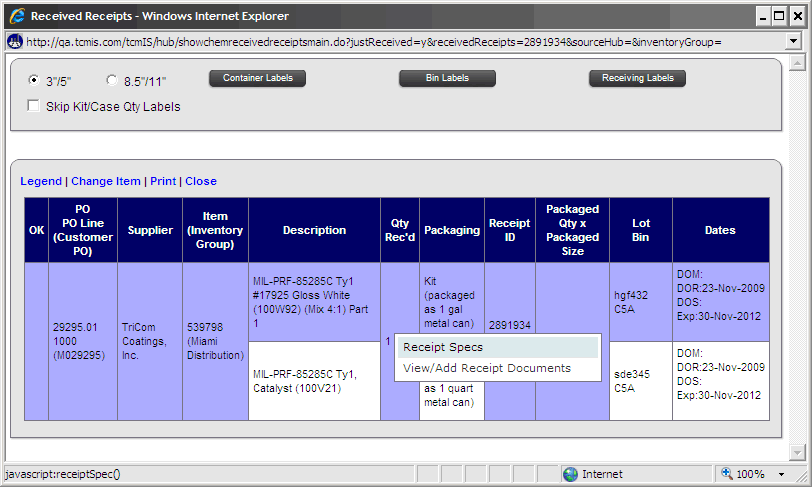 Received Receipts - Windows Internet Explorer
http://qa.tcmis.com/tcmIS/hub/showchemreceivedreceiptsmain.do?justReceived=y&receivedReceipts=2891934&sourceHub=&inventoryGroup=
3"/5" 8.5"/11" Container Labels Bin Labels Receiving Labels
Skip Kit/Case Qty Labels
Legend | Change Item | Print | Close
OK
PO
PO Line
(Customer
PO)
Supplier
Item
(Inventory
Group)
Description
Qty
Rec'd
Packaging
Receipt
ID
Packaged
Qty x
Packaged
Size
Lot
Bin
Dates
29295.01
1000
(M029295)
TriCom
Coatings,
Inc.
539798
(Miami
Distribution)
MIL-PRF-85285C Ty1
#17925 Gloss White
(100W92) (Mix 4:1) Part
1
1
Kit
(packaged
as 1 gal
metal can)
2891934
hgf432
C5A
DOM:
DOR:23-Nov-2009
DOS:
Exp:30-Nov-2012
MIL-PRF-85285C Ty1,
Catalyst (100V21)
as 1 quart
metal can)
sde345
C5A
DOM:
DOR:23-Nov-2009
DOS:
Exp:30-Nov-2012
Receipt Specs
View/Add Receipt Documents
javascript:receiptSpec()
Internet
100%